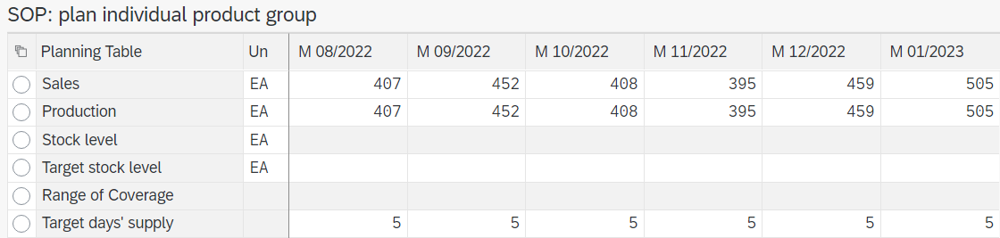 SOP: plan individual product group
Planning Table Un M 08/2022 M 09/2022 M 10/2022 M 11/2022 M 12/2022 M 01/2023
Sales EA 407 452 408 395 459 505
Production EA 407 452 408 395 459 505
Stock level EA
Target stock level EA
Range of Coverage
Target days' supply 5 5 5 5 5 5